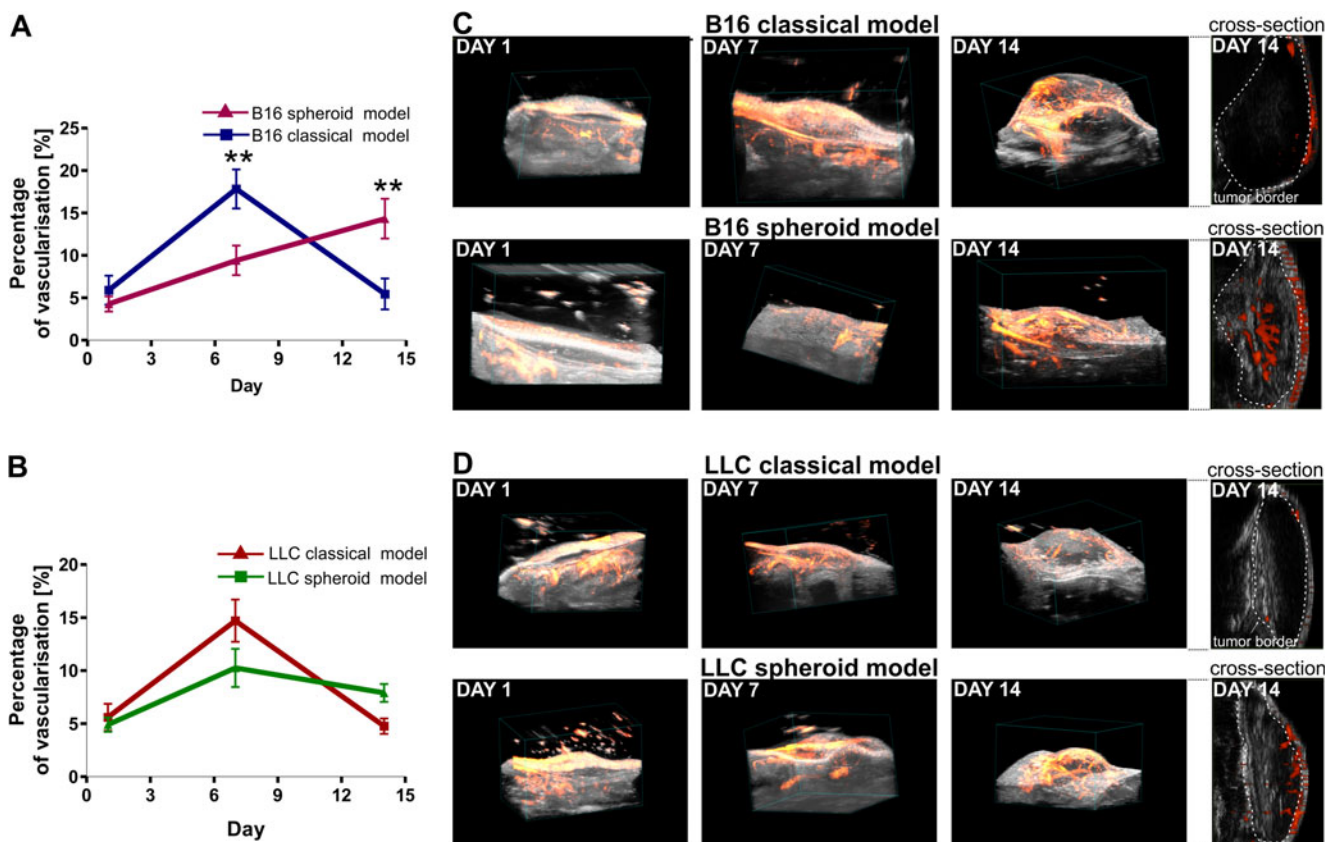 A
B16 spheroid model
B16 classical model
Percentage
of vascularisation [%]
25
20
15
10
5
0
**
**
0 3 6 9 12 15
Day
B
LLC classical model
LLC spheroid model
Percentage
of vascularisation [%]
20
15
10
5
0
0 3 6 9 12 15
Day
C
B16 classical model
cross-section
DAY 1
DAY 7
DAY 14
DAY 14
tumor border
B16 spheroid model
cross-section
DAY 1
DAY 7
DAY 14
DAY 14
D
LLC classical model
cross-section
DAY 1
DAY 7
DAY 14
DAY 14
tumor border
LLC spheroid model
cross-section
DAY 1
DAY 7
DAY 14
DAY 14